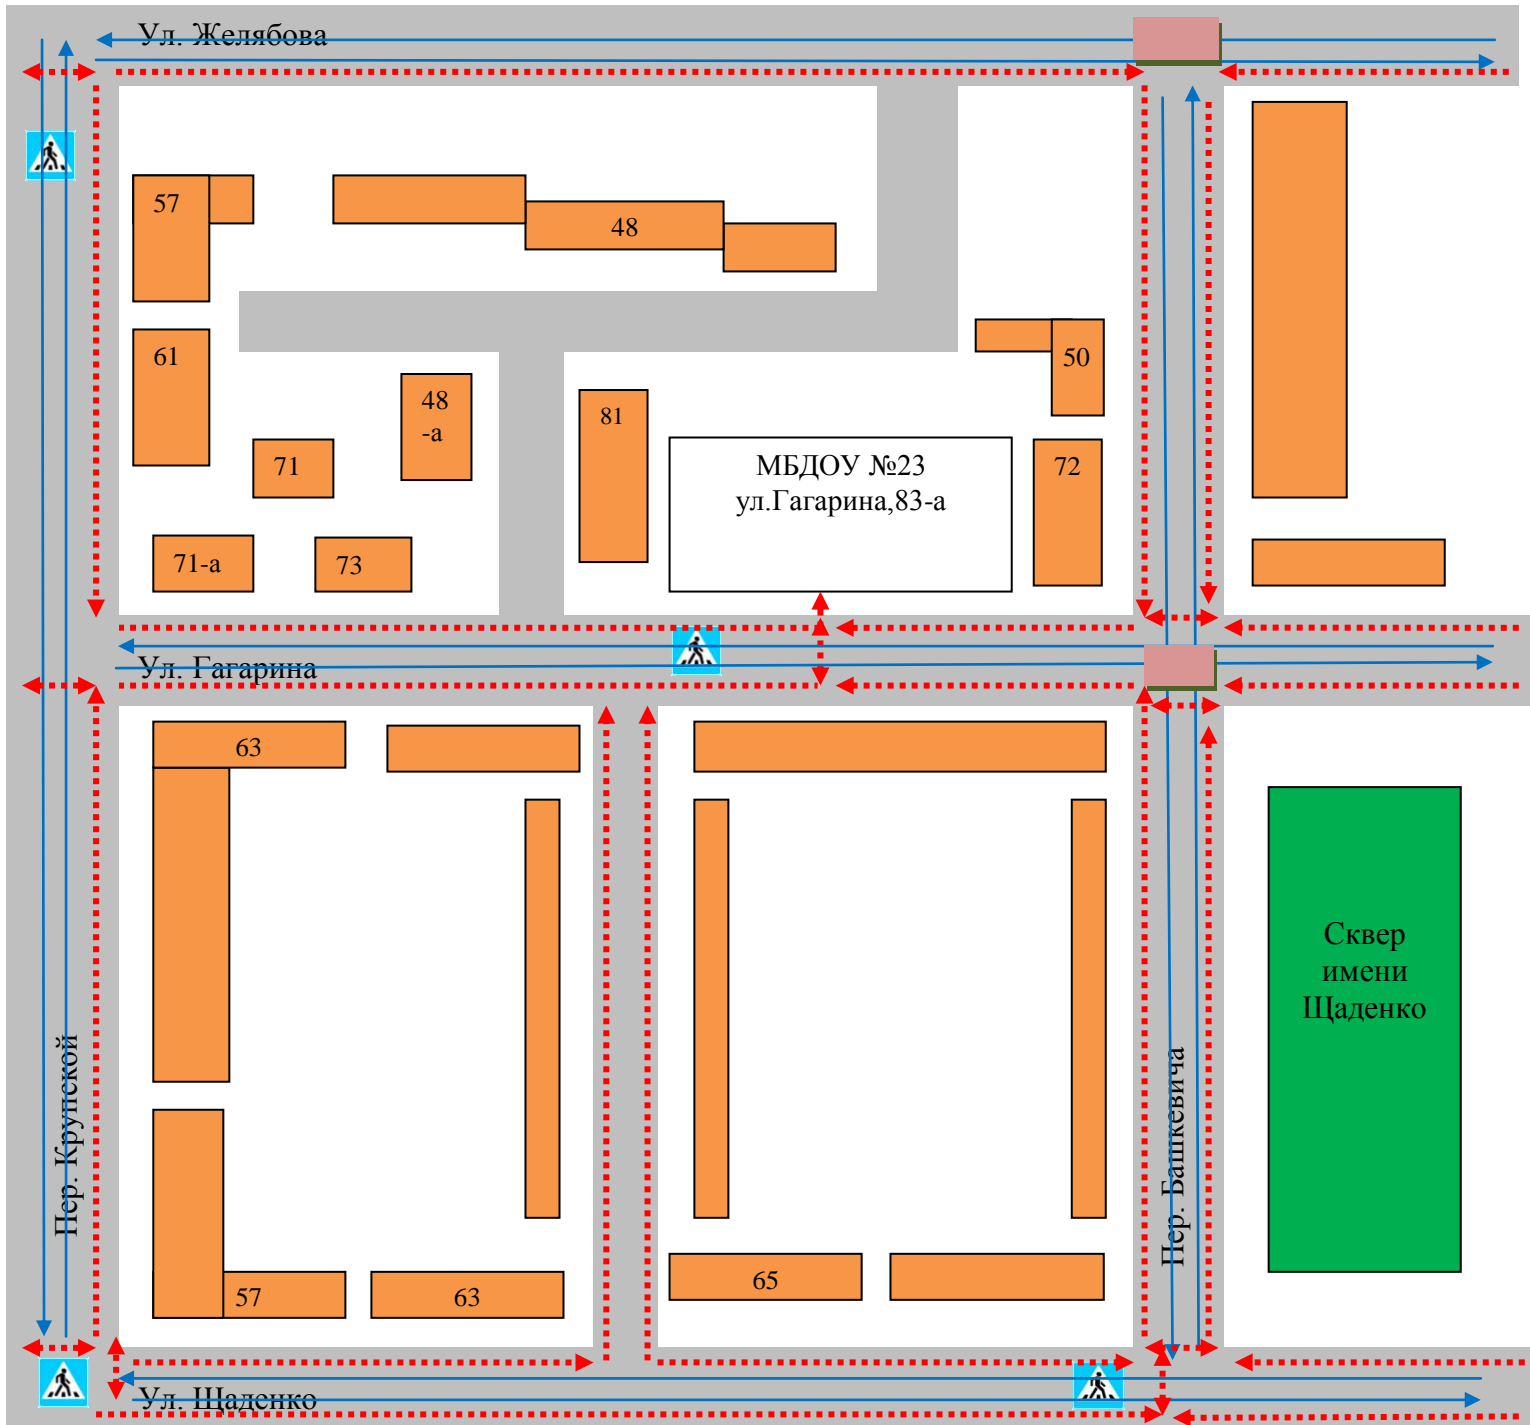 Ул. Желябова
57
48
61
50
48
-а
81
71
МБДОУ №23
ул.Гагарина,83-а
72
71-а
73
Ул. Гагарина
63
Сквер
имени
Щаденко
Пер. Крупской
Пер. Башкевича
57
63
65
Ул. Щаденко